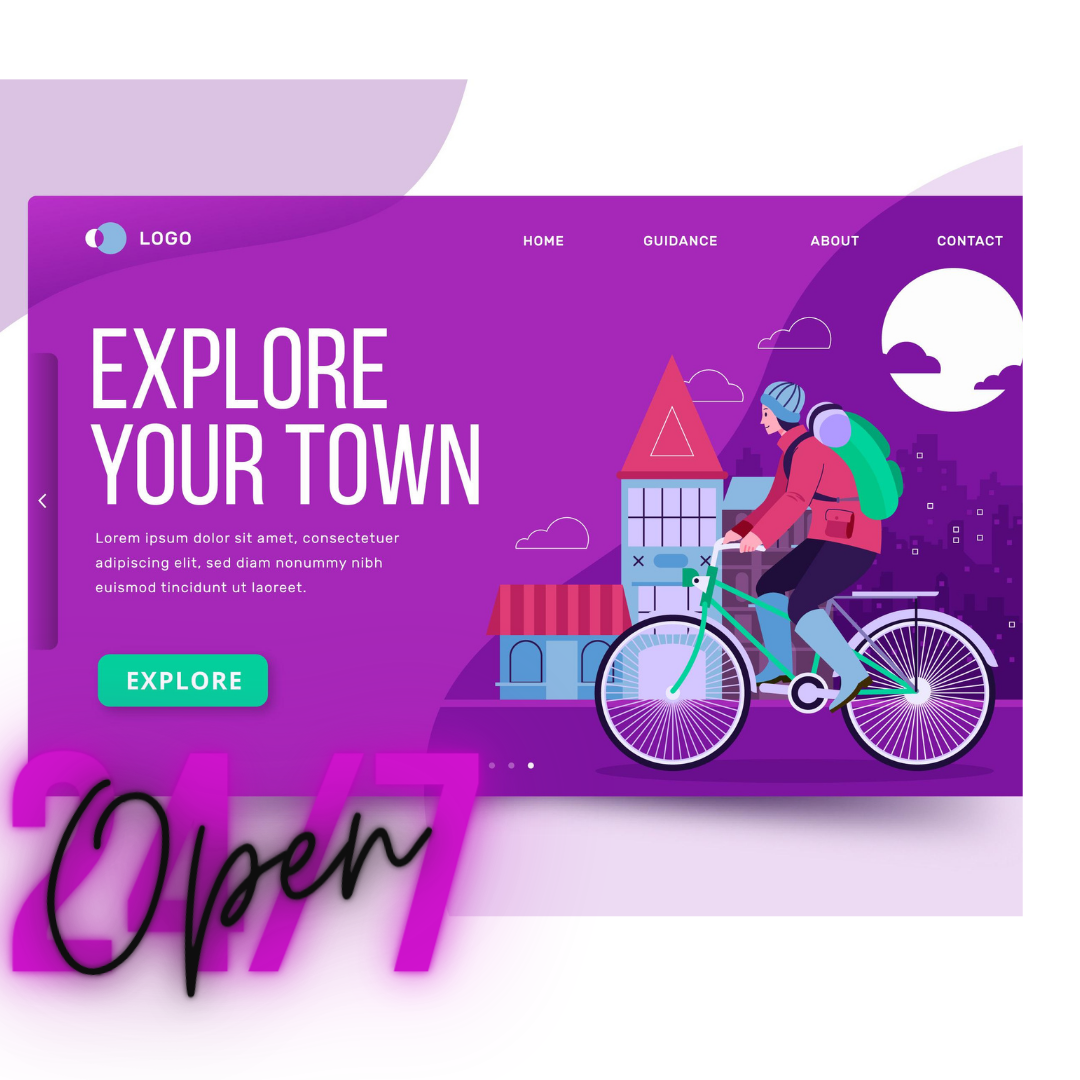 LOGO
HOME GUIDANCE ABOUT CONTACT
EXPLORE
YOUR TOWN
Lorem ipsum dolor sit amet, consectetuer
adipiscing elit, sed diam nonummy nibh
euismod tincidunt ut laoreet.
EXPLORE
24/7
Open